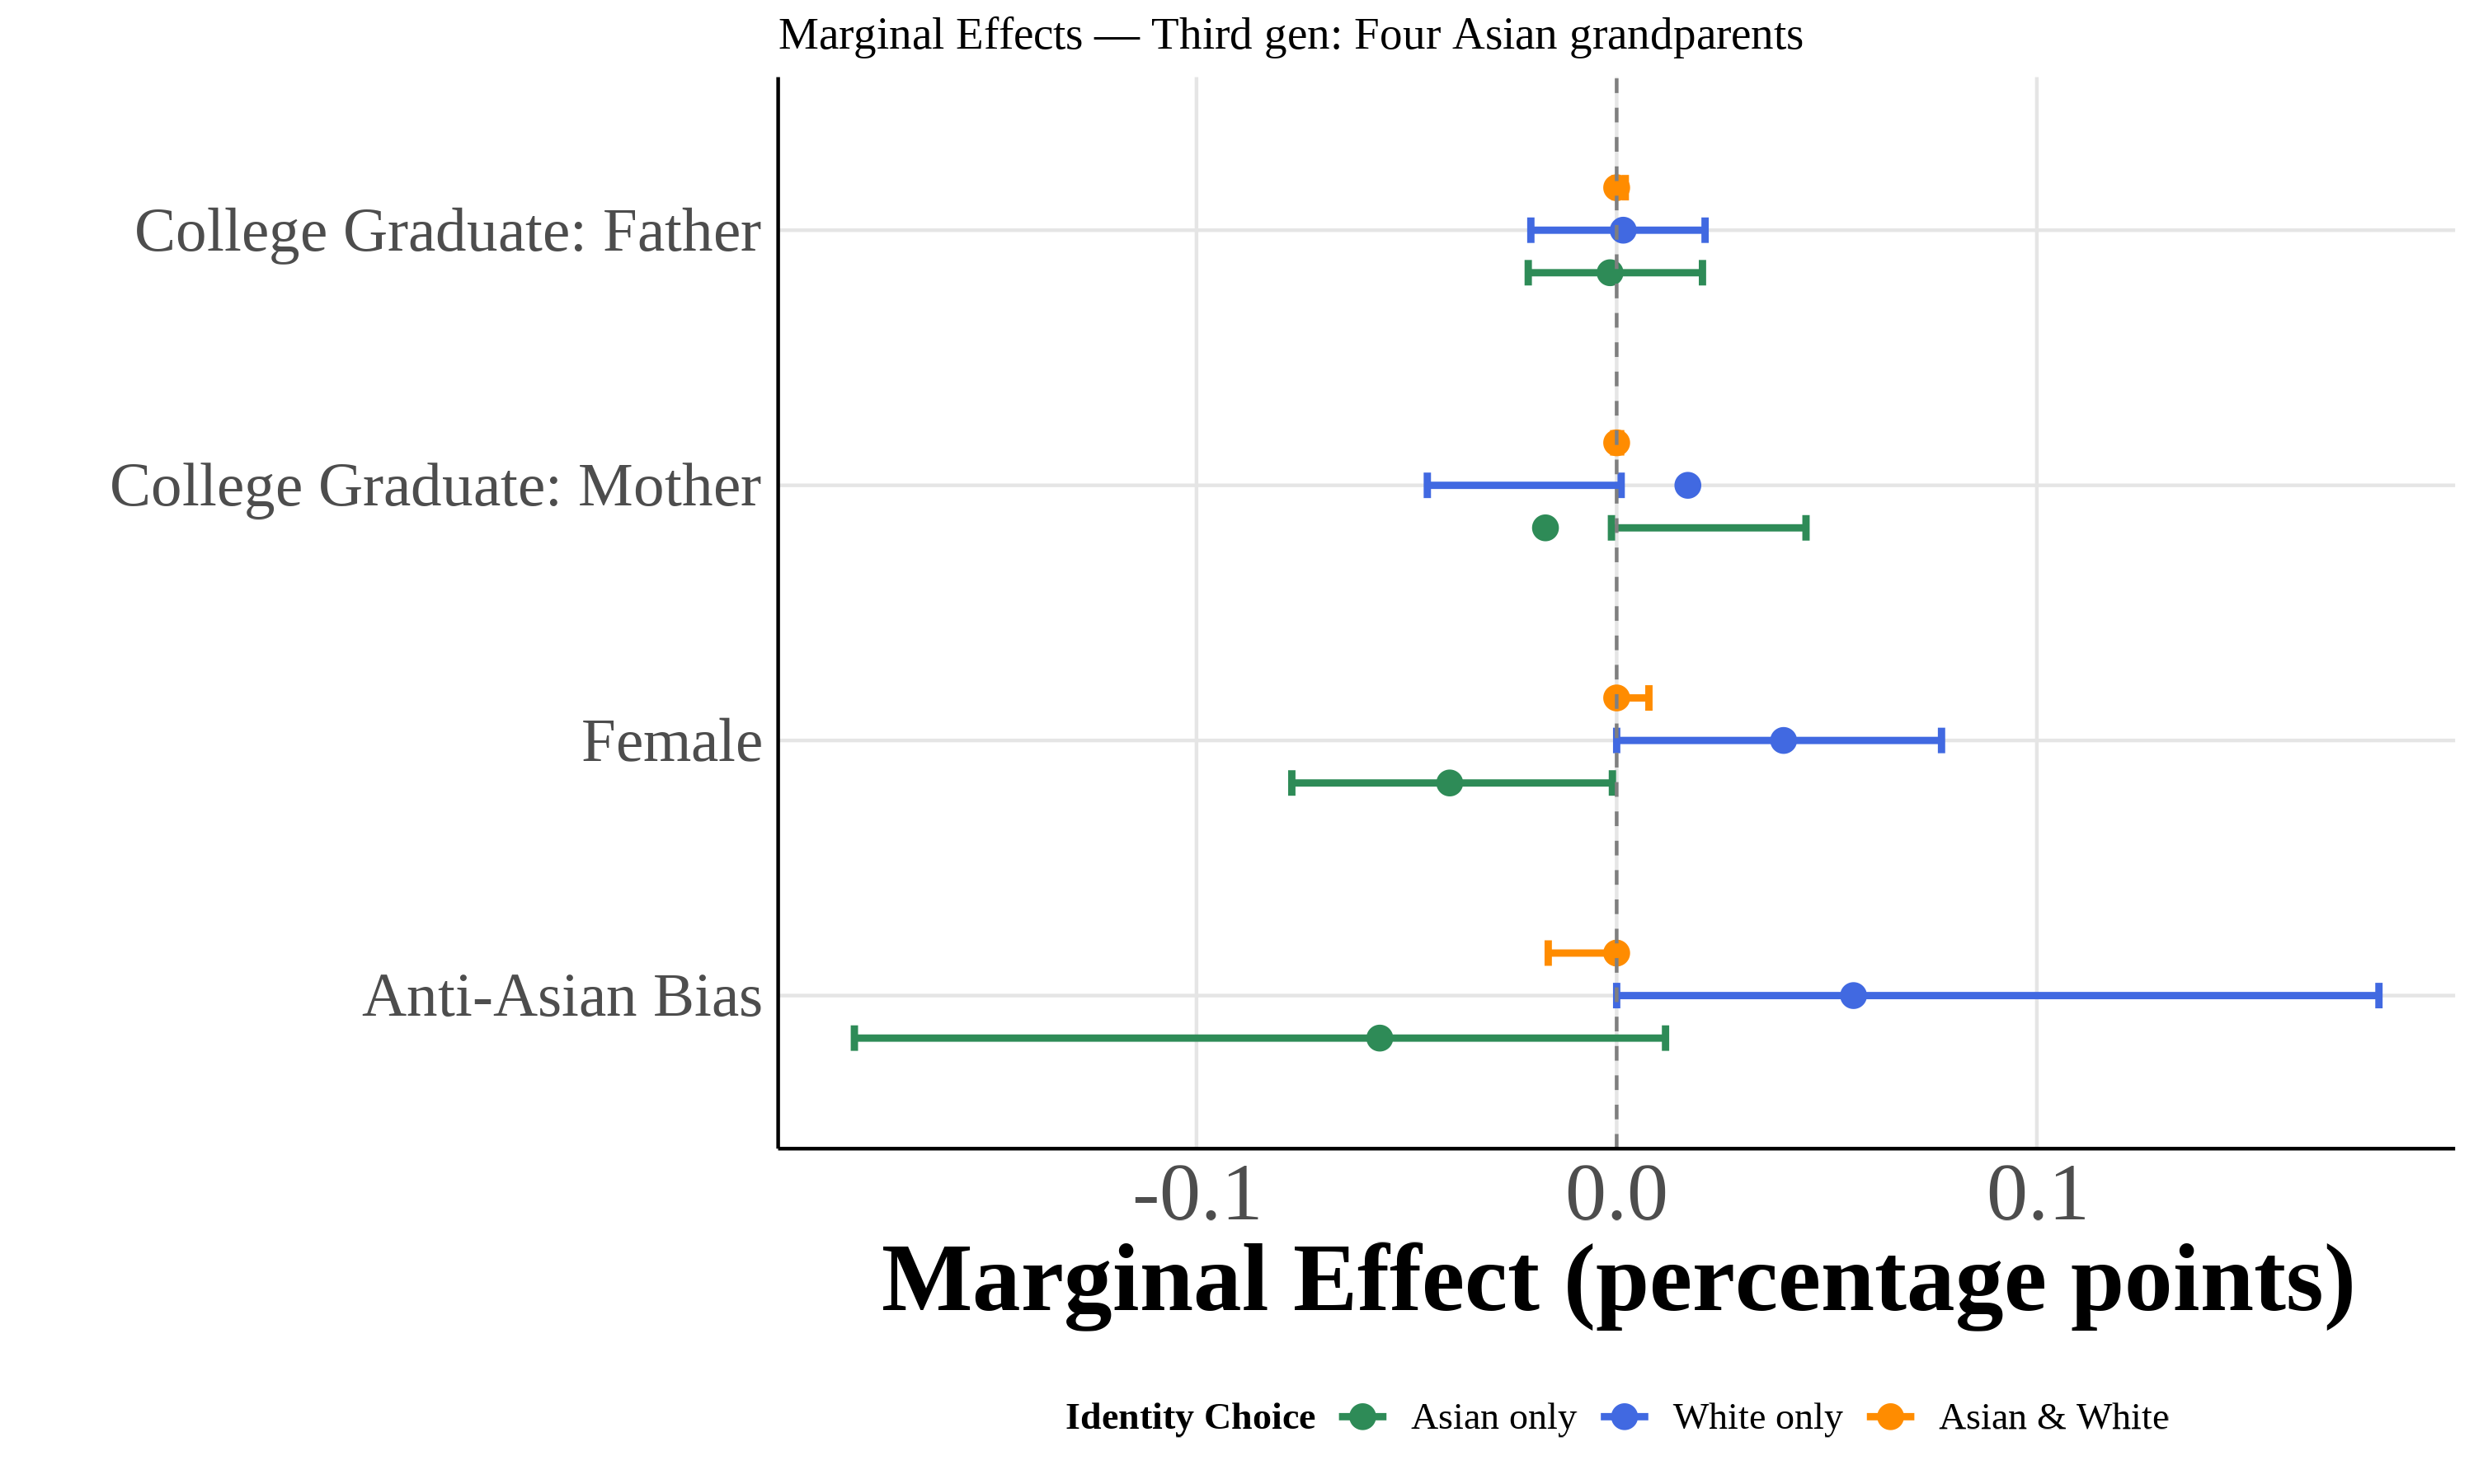 Marginal Effects — Third gen: Four Asian grandparents
College Graduate: Father
College Graduate: Mother
Female
Anti-Asian Bias
-0.1 0.0 0.1
Marginal Effect (percentage points)
Identity Choice Asian only White only Asian & White